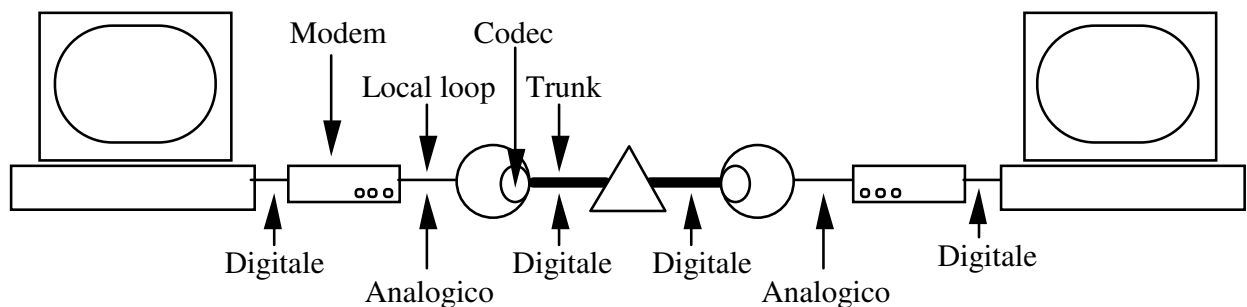 Modem
Codec
Local loop
Trunk
Digitale
Analogico
Digitale
Digitale
Analogico
Digitale